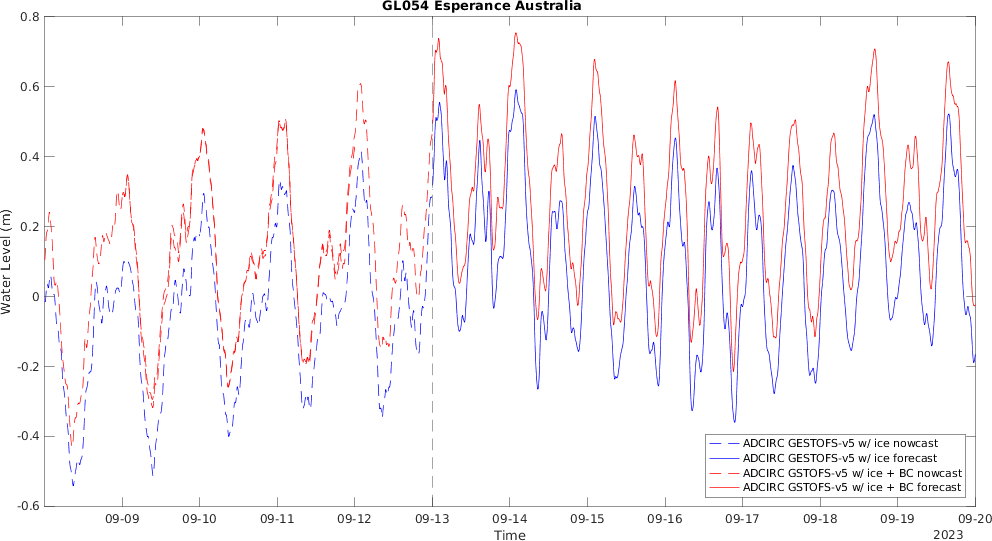 GL054 Esperance Australia
0.8
0.6
0.4
0.2
0
-0.2
-0.4
-0.6
Water Level (m)
09-09 09-10 09-11 09-12 09-13 09-14 09-15 09-16 09-17 09-18 09-19 09-20
Time
2023
ADCIRC GESTOFS-v5 w/ ice nowcast
ADCIRC GESTOFS-v5 w/ ice forecast
ADCIRC GSTOFS-v5 w/ ice + BC nowcast
ADCIRC GSTOFS-v5 w/ ice + BC forecast